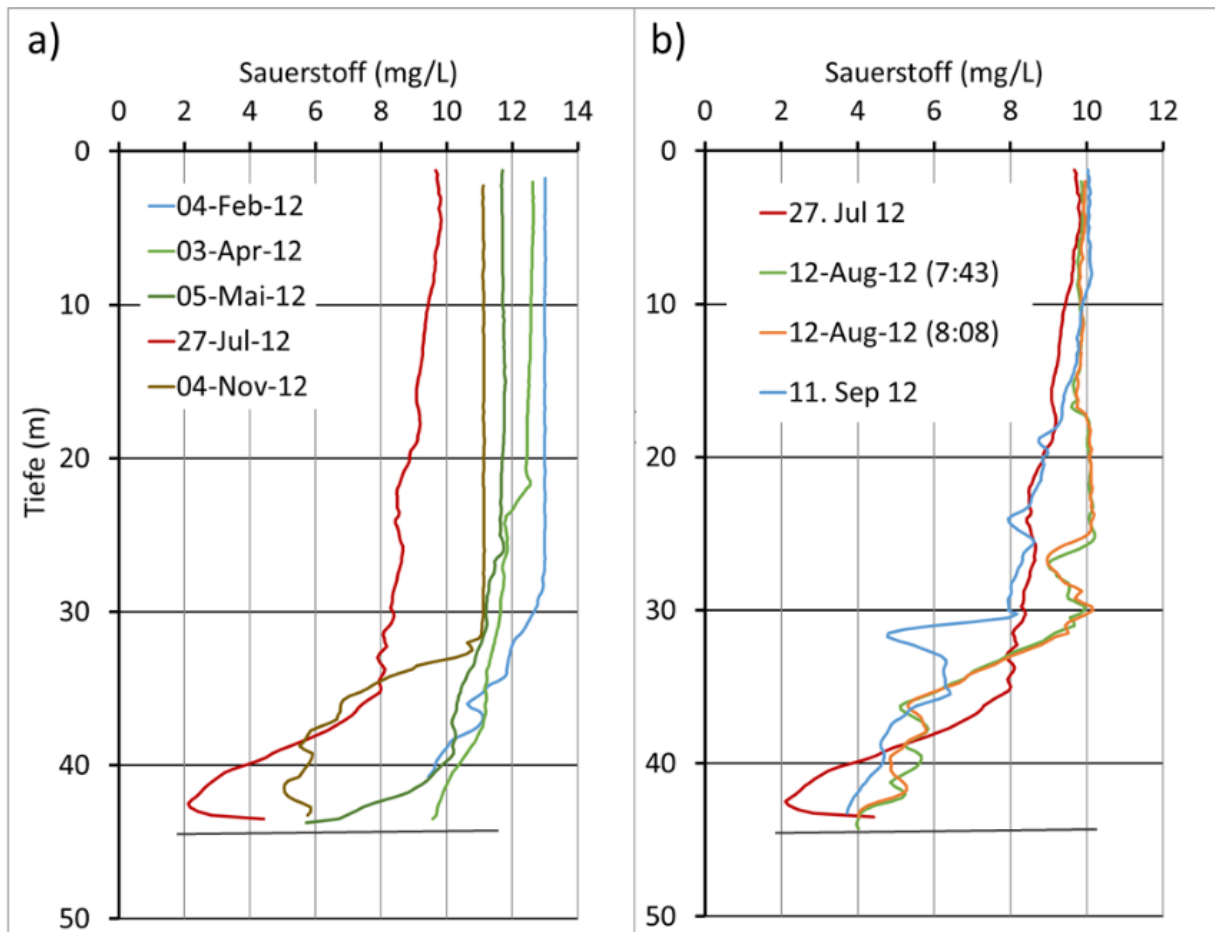 a)
Sauerstoff (mg/L)
0 2 4 6 8 10 12 14
0
10
20
30
40
50
Tiefe (m)
04-Feb-12
03-Apr-12
05-Mai-12
27-Jul-12
04-Nov-12
b)
Sauerstoff (mg/L)
0 2 4 6 8 10 12
0
10
20
30
40
50
27. Jul 12
12-Aug-12 (7:43)
12-Aug-12 (8:08)
11. Sep 12